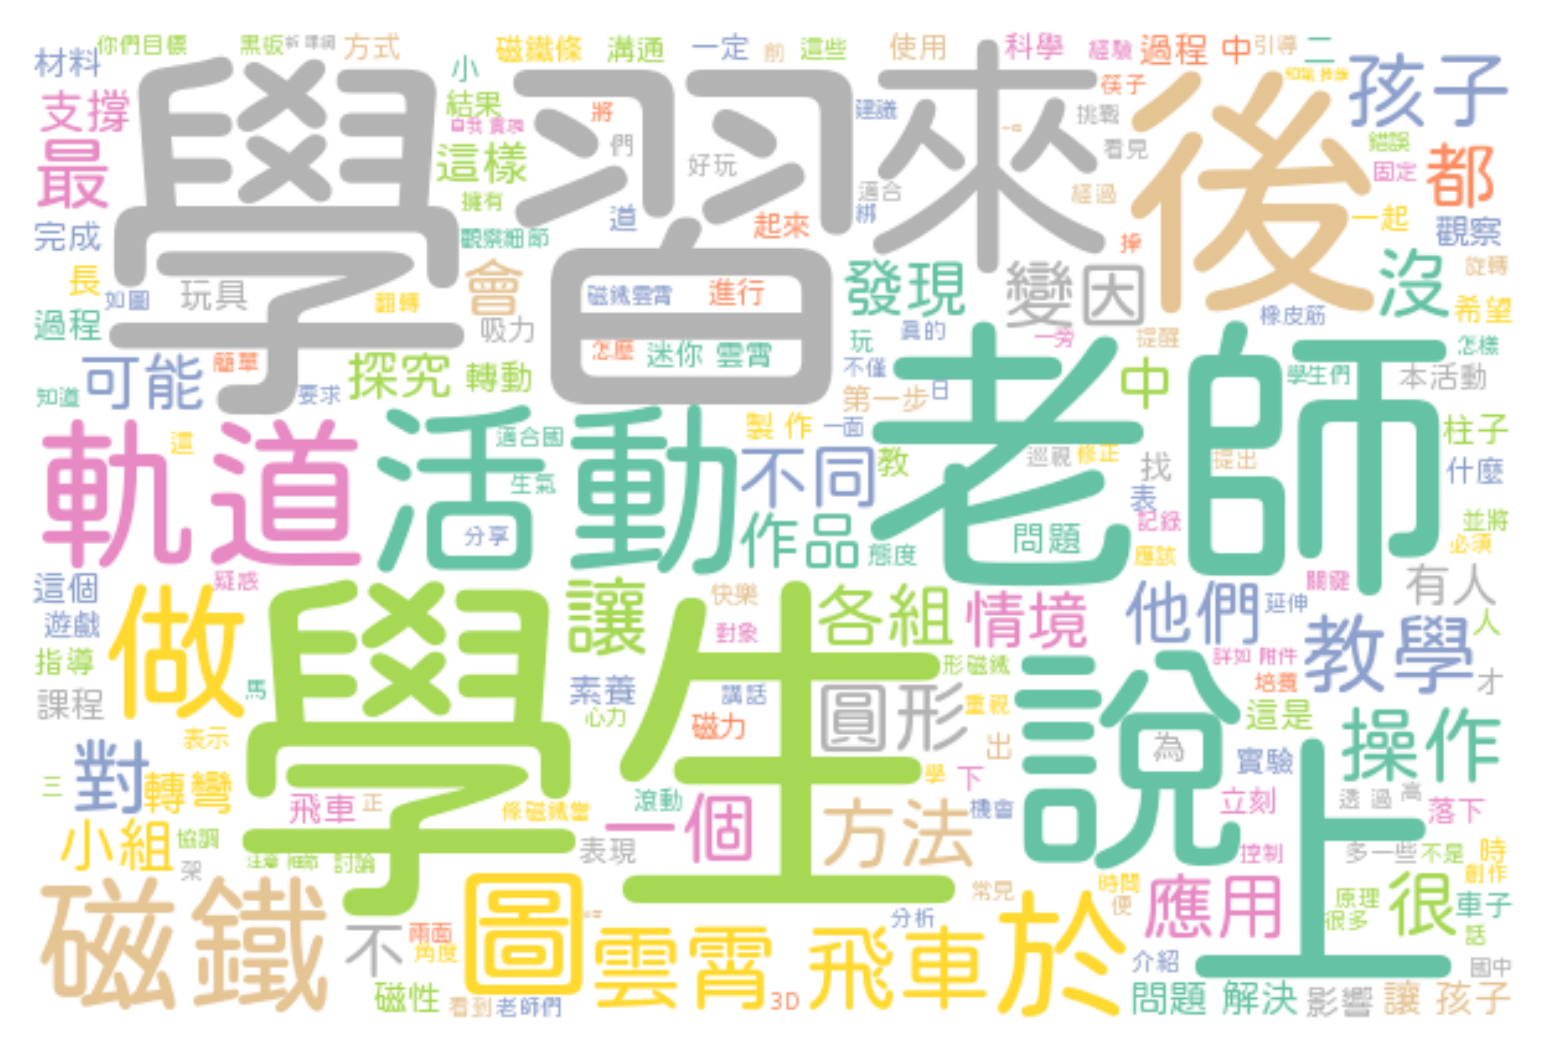 你們目標 黑板 新 課綱 方式 磁鐵條 溝通 一定 前 這些 使用 科學 經驗 過程 中 引導 二
材料 小 孩子
支撐 結果 將 建議 筷子 挑戰
學習 來 後
自我 實現 們 好玩 看見 錯誤
最 這樣 適合 固定 都
擁有 道 綁 經過 一起
完成 觀察細節 起來 操 觀察
長 如圖 玩具 翻轉 會 磁鐵雲霄 進行 發現 變因 沒 旋轉
過程 吸力 玩 真的 一旁 提醒 橡皮筋 希望
可能 簡單 探究 轉動 怎麼 迷你 雲霄 不僅 中 學生們 本活動 怎樣
知道 要求 第一步 日
老師
軌道 這 活動 適合國 製 作 一面 不同 教 巡視 修正 找 提出 柱子
生氣 表 什麼
分享 作品 態度 問題 記錄 應該 並將
必須
這個 疑惑 讓 快樂 各組 情境 他們 延伸 關鍵 有人
遊戲 做 學生 對象 教學 人
指導 馬 素養 講話 形磁鐵 說 詳如 附件 培養 才
課程 心力 磁力 圓形 重視 這是
表示 出 為 實驗 操作
三 對 轉彎 飛車 正 條磁鐵當 滾動 學 下 機會 立刻 上 透 過 高 落下
小組 協調 一個 方法
架 注意 細節 討論 表現 控制 多一些 不是 時
創作
磁鐵 圖 常見 時間 便 應用 原理 很多 很 車子
不 兩面 角度 雲霄 飛車 分析 於 話
介紹 國中
磁性 看到 老師們 3D 問題 解決 影響 讓 孩子